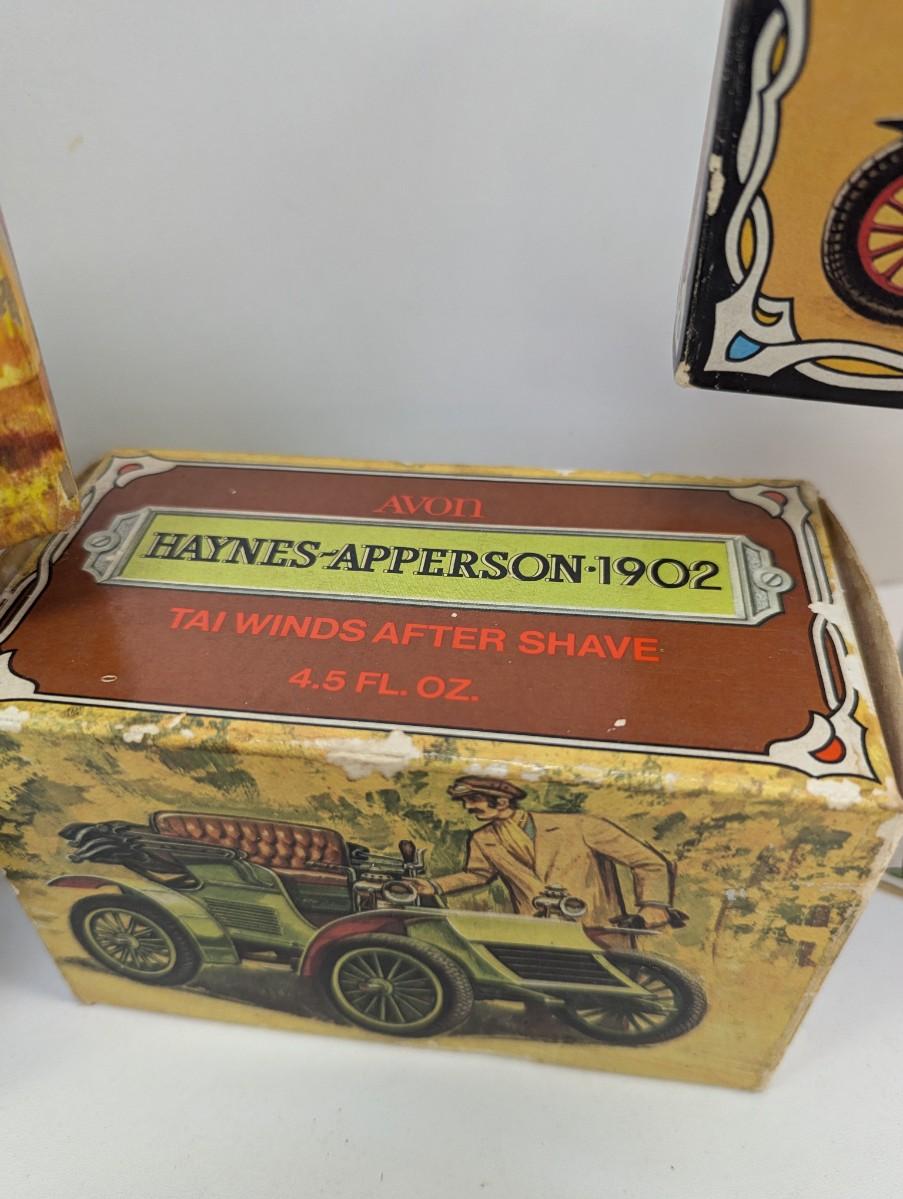 AVON
HAYNES-APPERSON·1902
TAI WINDS AFTER SHAVE
4.5 FL. OZ.